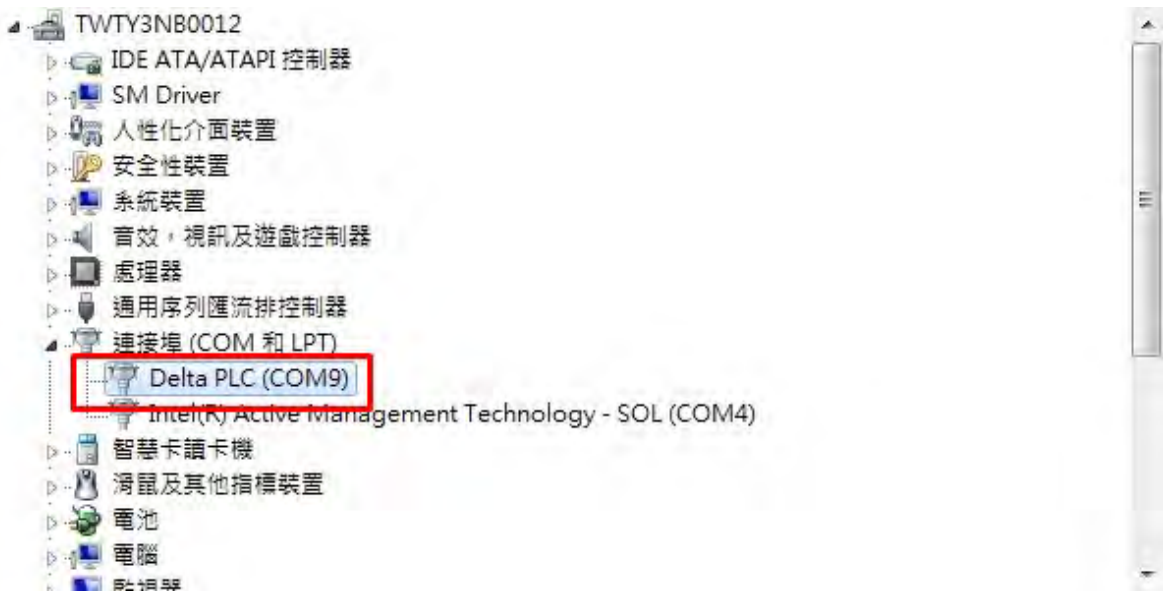 TWTY3NB0012
IDE ATA/ATAPI 控制器
SM Driver
人性化介面裝置
安全性裝置
系統裝置
音效，視訊及遊戲控制器
處理器
通用序列匯流排控制器
連接埠 (COM 和 LPT)
Delta PLC (COM9)
Intel(R) Active Management Technology - SOL (COM4)
智慧卡讀卡機
滑鼠及其他指標裝置
電池
電腦
監視器